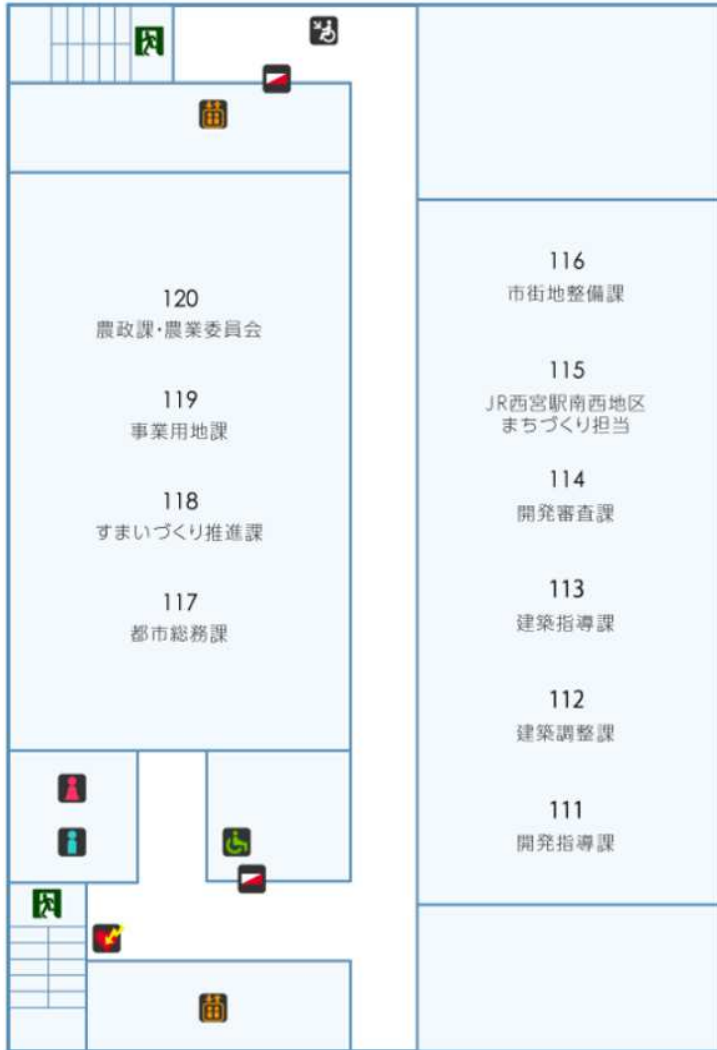 120
農政課・農業委員会
119
事業用地課
118
すまいづくり推進課
117
都市総務課
116
市街地整備課
115
JR西宮駅南西地区
まちづくり担当
114
開発審査課
113
建築指導課
112
建築調整課
111
開発指導課